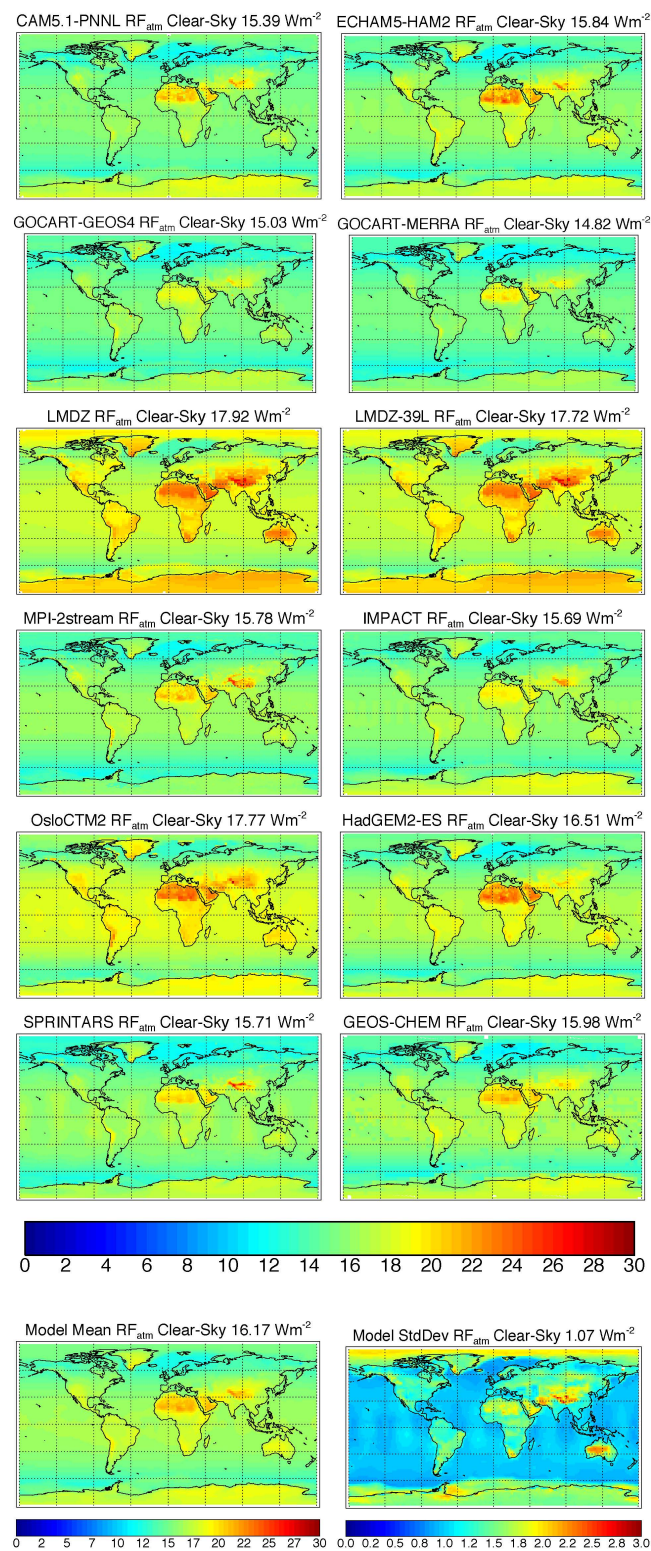 CAM5.1-PNNL RFatm Clear-Sky 15.39 Wm-2 ECHAM5-HAM2 RFatm Clear-Sky 15.84 Wm-2
GOCART-GEOS4 RFatm Clear-Sky 15.03 Wm-2 GOCART-MERRA RFatm Clear-Sky 14.82 Wm-2
LMDZ RFatm Clear-Sky 17.92 Wm-2 LMDZ-39L RFatm Clear-Sky 17.72 Wm-2
MPI-2stream RFatm Clear-Sky 15.78 Wm-2 IMPACT RFatm Clear-Sky 15.69 Wm-2
OsloCTM2 RFatm Clear-Sky 17.77 Wm-2 HadGEM2-ES RFatm Clear-Sky 16.51 Wm-2
SPRINTARS RFatm Clear-Sky 15.71 Wm-2 GEOS-CHEM RFatm Clear-Sky 15.98 Wm-2
0 2 4 6 8 10 12 14 16 18 20 22 24 26 28 30
Model Mean RFatm Clear-Sky 16.17 Wm-2 Model StdDev RFatm Clear-Sky 1.07 Wm-2
0 2 5 7 10 12 15 17 20 22 25 27 30 0.0 0.2 0.5 0.8 1.0 1.2 1.5 1.8 2.0 2.2 2.5 2.8 3.0